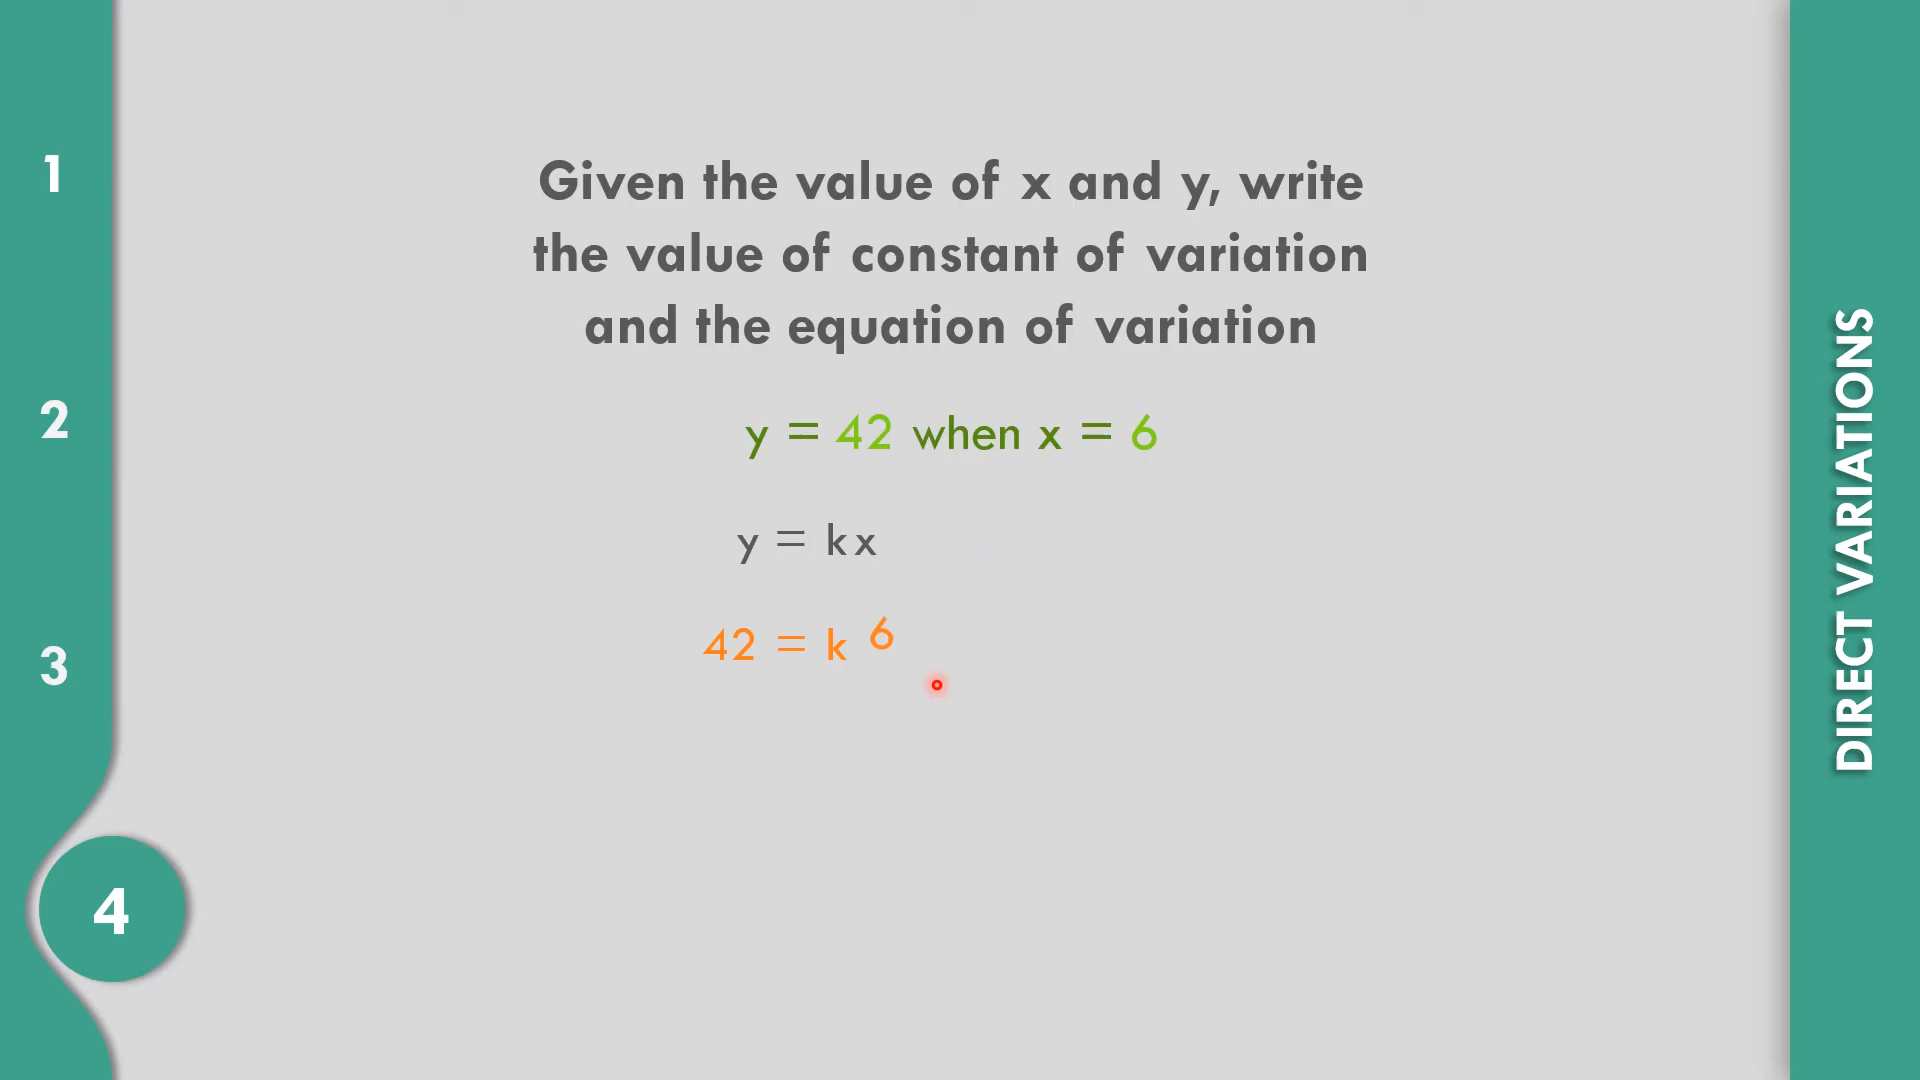 1
2
3
4
Given the value of x and y, write
the value of constant of variation
and the equation of variation
y = 42 when x = 6
y = k x
42 = k 6
DIRECT VARIATIONS